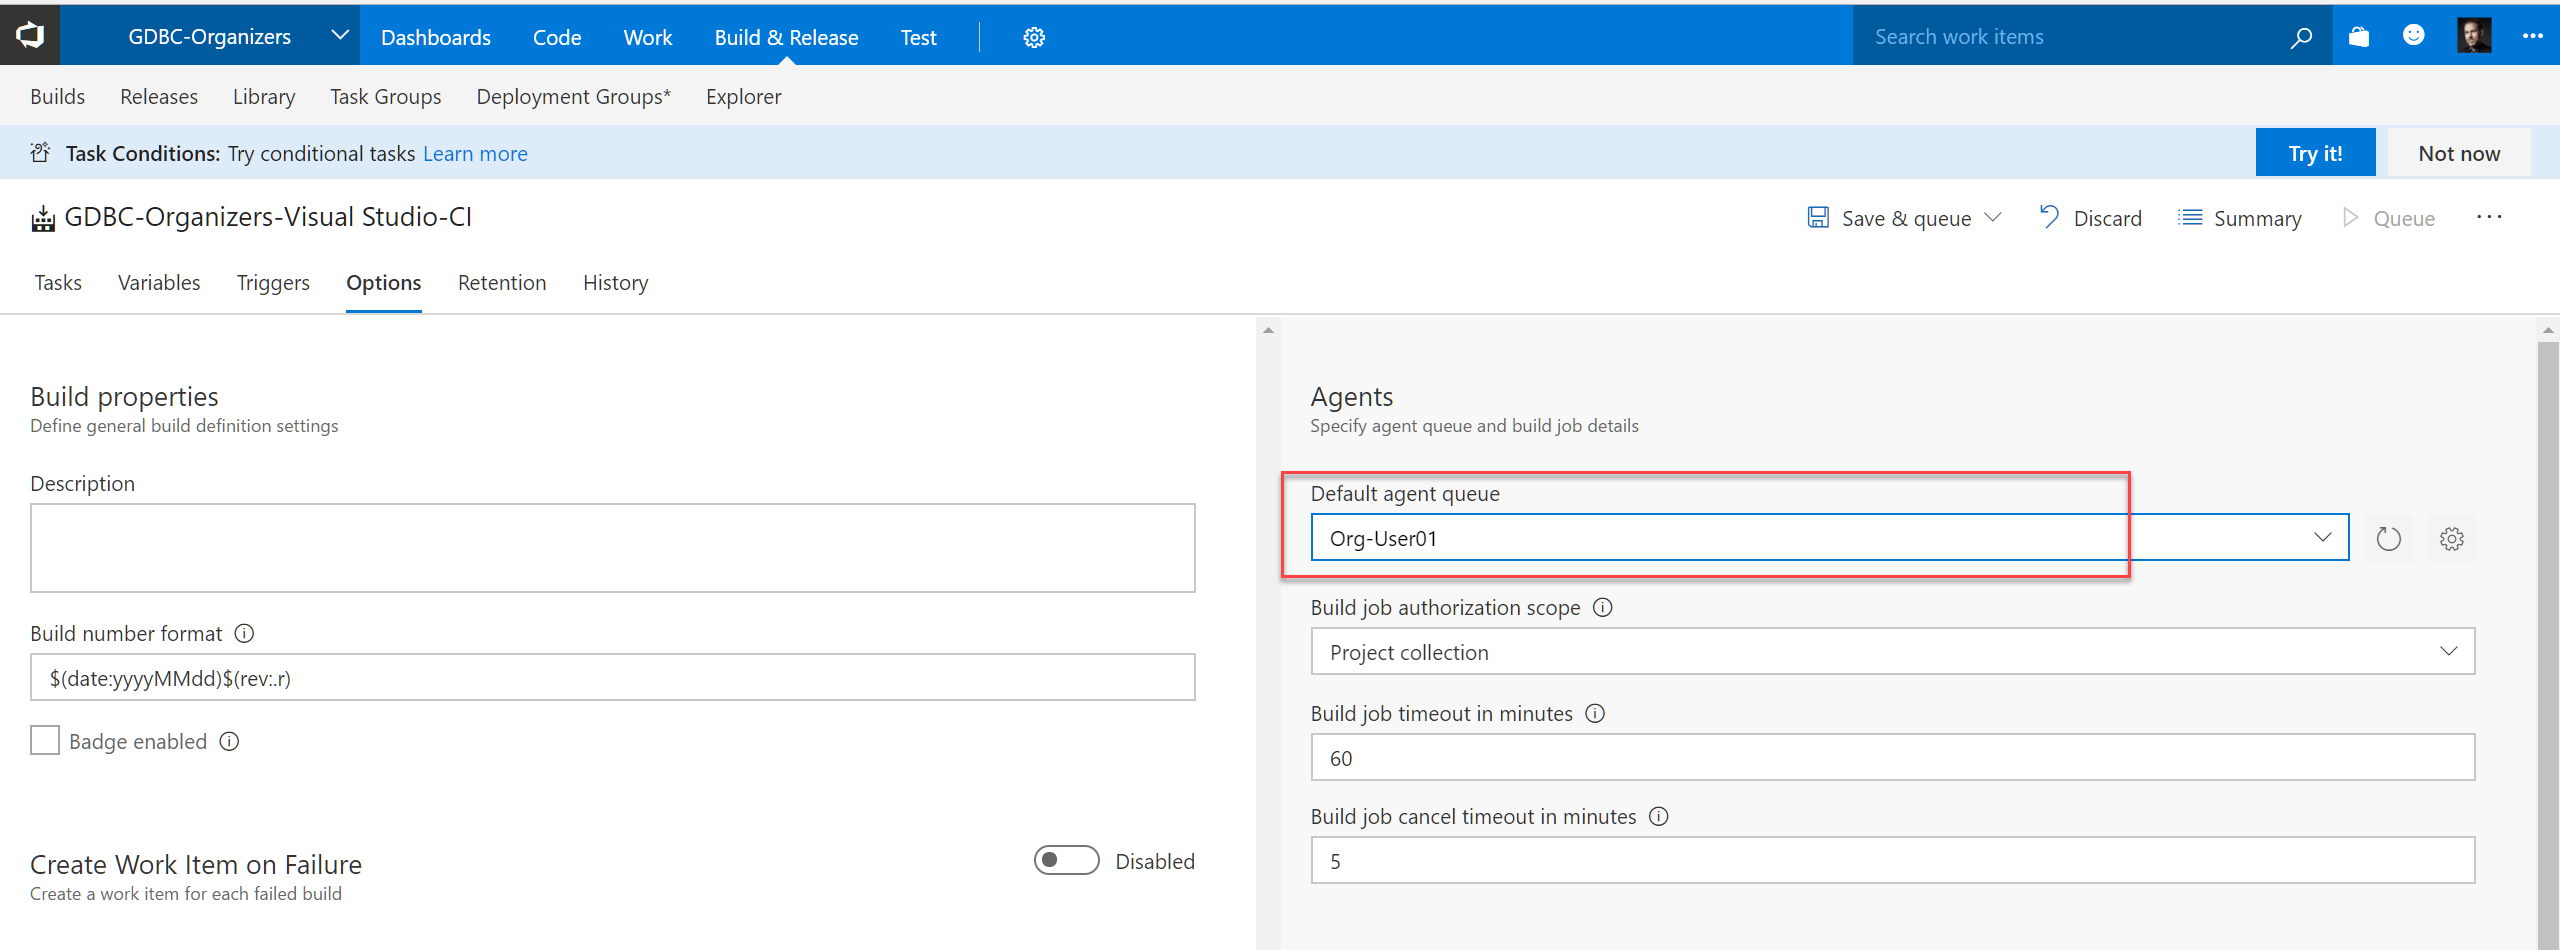 GDBC-Organizers Dashboards Code Work Build & Release Test Search work items
Builds Releases Library Task Groups Deployment Groups* Explorer
Task Conditions: Try conditional tasks Learn more Try it! Not now
GDBC-Organizers-Visual Studio-CI Save & queue Discard Summary Queue
Tasks Variables Triggers Options Retention History
Build properties
Define general build definition settings
Description
Build number format
$(date:yyyyMMdd)$(rev:.r)
Badge enabled
Create Work Item on Failure Disabled
Create a work item for each failed build
Agents
Specify agent queue and build job details
Default agent queue
Org-User01
Build job authorization scope
Project collection
Build job timeout in minutes
60
Build job cancel timeout in minutes
5